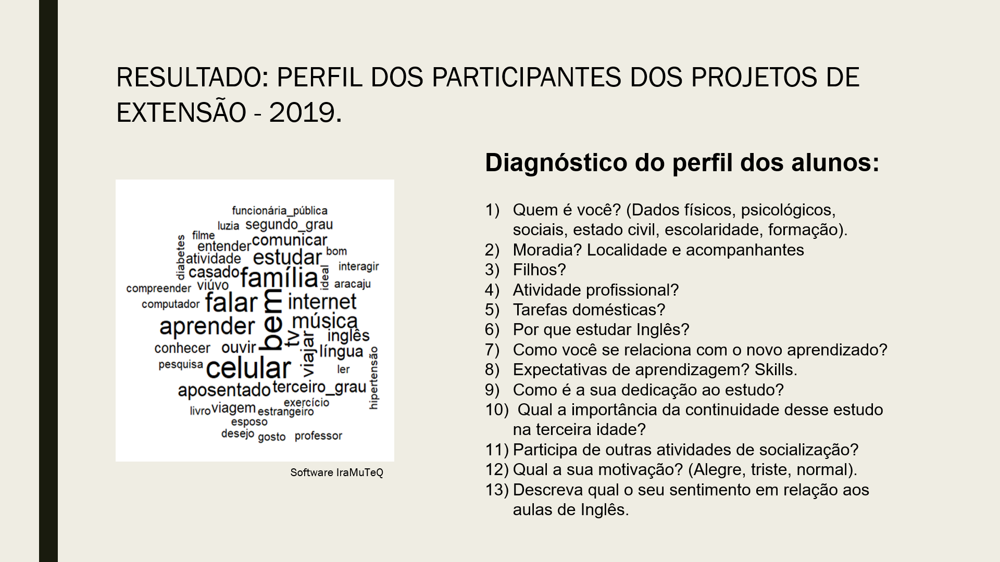 RESULTADO: PERFIL DOS PARTICIPANTES DOS PROJETOS DE
EXTENSÃO - 2019.
funcionária_pública
luzia segundo_grau
filme
entender comunicar
diabetes
atividade estudar bom
casado família ideal interagir
compreender viúvo aracaju
computador falar bem internet
aprender música
tv viajar inglês
conhecer ouvir língua
pesquisa celular ler hipertensão
aposentado terceiro_grau
livro viagem exercício
estrangeiro
esposo
desejo gosto professor
Software IraMuTeQ
Diagnóstico do perfil dos alunos:
1) Quem é você? (Dados físicos, psicológicos,
sociais, estado civil, escolaridade, formação).
2) Moradia? Localidade e acompanhantes
3) Filhos?
4) Atividade profissional?
5) Tarefas domésticas?
6) Por que estudar Inglês?
7) Como você se relaciona com o novo aprendizado?
8) Expectativas de aprendizagem? Skills.
9) Como é a sua dedicação ao estudo?
10) Qual a importância da continuidade desse estudo
na terceira idade?
11) Participa de outras atividades de socialização?
12) Qual a sua motivação? (Alegre, triste, normal).
13) Descreva qual o seu sentimento em relação aos
aulas de Inglês.